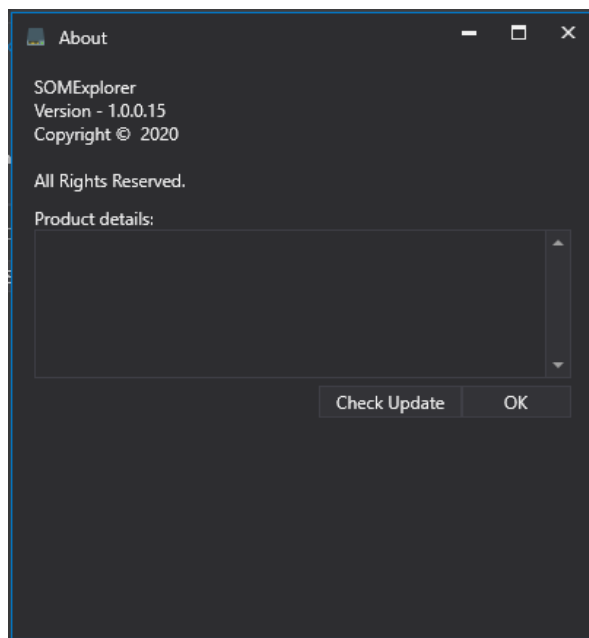 About
SOMExplorer
Version - 1.0.0.15
Copyright ©  2020
All Rights Reserved.
Product details:
Check Update
OK